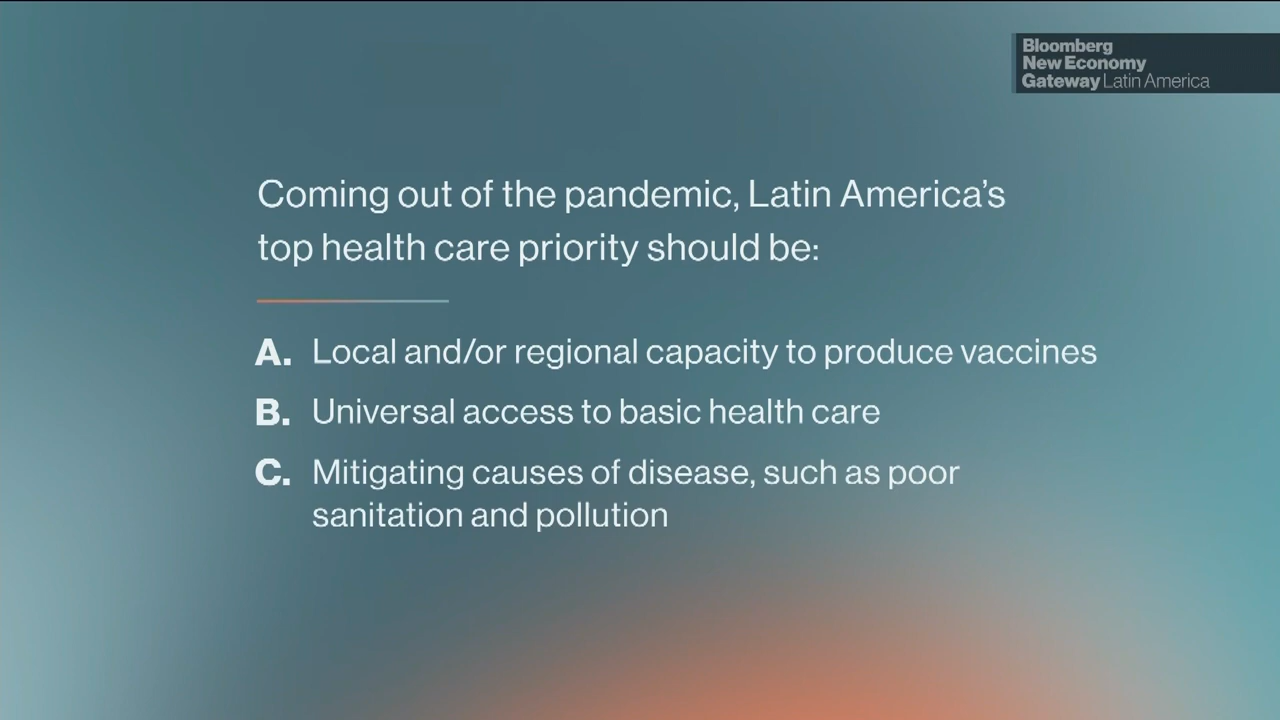 Bloomberg
New Economy
Gateway Latin America
Coming out of the pandemic, Latin America’s
top health care priority should be:
A. Local and/or regional capacity to produce vaccines
B. Universal access to basic health care
C. Mitigating causes of disease, such as poor
sanitation and pollution